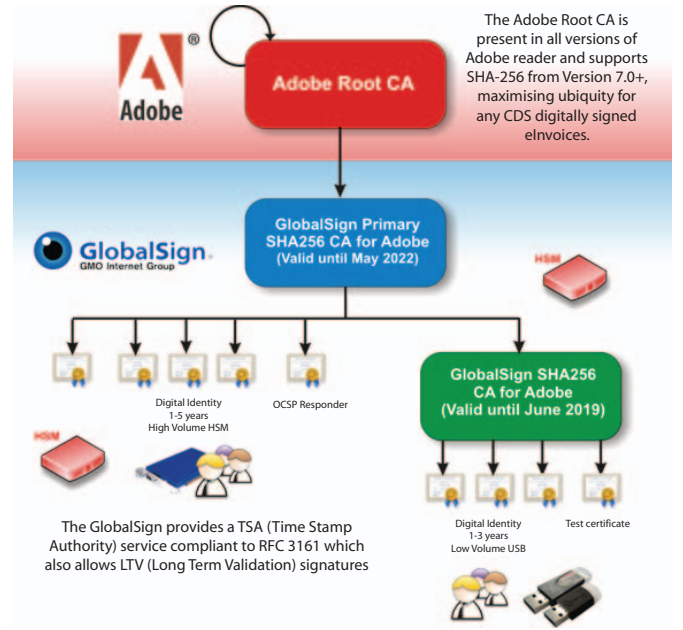 The Adobe Root CA is
present in all versions of
Adobe reader and supports
SHA-256 from Version 7.0+,
maximising ubiquity for
any CDS digitally signed
eInvoices.
®
Adobe
Adobe Root CA
GlobalSign Primary
SHA256 CA for Adobe
(Valid until May 2022)
GlobalSign®
GMO Internet Group
HSM
GlobalSign SHA256
CA for Adobe
(Valid until June 2019)
Digital Identity
1-5 years
High Volume HSM
OCSP Responder
HSM
Digital Identity
1-3 years
Low Volume USB
Test certificate
The GlobalSign provides a TSA (Time Stamp
Authority) service compliant to RFC 3161 which
also allows LTV (Long Term Validation) signatures